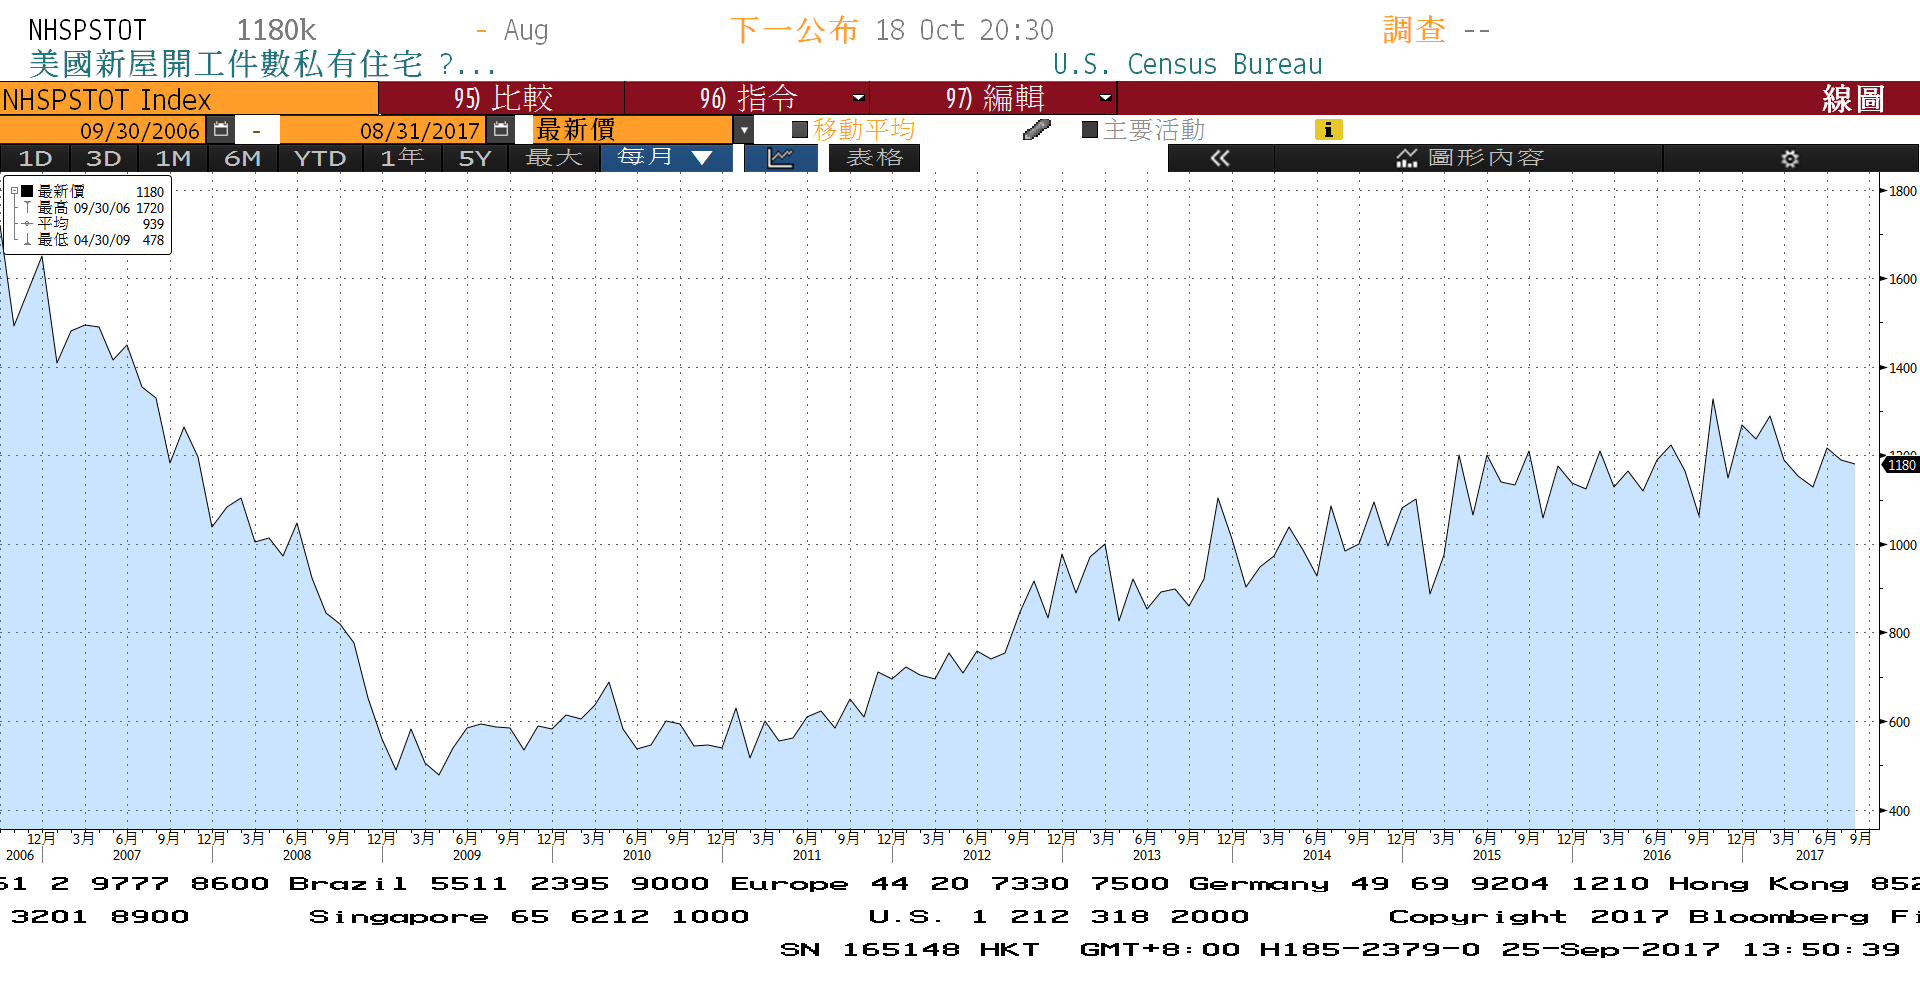 NHSPSTOT 1180k - Aug 下一公布 18 Oct 20:30 調查 --
美國新屋開工件數私有住宅 ?... U.S. Census Bureau
NHSPSTOT Index 95) 比較 96) 指令 97) 編輯 線圖
09/30/2006 - 08/31/2017 最新價 移動平均 主要活動 i
1D 3D 1M 6M YTD 1年 5Y 最大 每月 ▼ 表格 « 圖形內容
最新價 1180
最高 09/30/06 1720
平均 939
最低 04/30/09 478
1800
1600
1400
1200
1180
1000
800
600
400
12月 3月 6月 9月 12月 3月 6月 9月 12月 3月 6月 9月 12月 3月 6月 9月 12月 3月 6月 9月 12月 3月 6月 9月 12月 3月 6月 9月 12月 3月 6月 9月 12月 3月 6月 9月 12月 3月 6月 9月 12月 3月 6月 9月
2006 2007 2008 2009 2010 2011 2012 2013 2014 2015 2016 2017
61 2 9777 8600 Brazil 5511 2395 9000 Europe 44 20 7330 7500 Germany 49 69 9204 1210 Hong Kong 852
3201 8900 Singapore 65 6212 1000 U.S. 1 212 318 2000 Copyright 2017 Bloomberg Fi
SN 165148 HKT GMT+8:00 H185-2379-0 25-Sep-2017 13:50:39